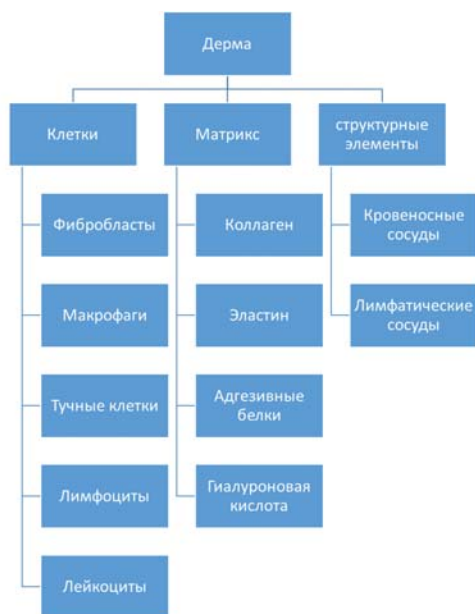 Дерма
Клетки
Матрикс
структурные
элементы
Фибробласты
Коллаген
Кровеносные
сосуды
Макрофаги
Эластин
Лимфатические
сосуды
Тучные клетки
Адгезивные
белки
Лимфоциты
Гиалуроновая
кислота
Лейкоциты